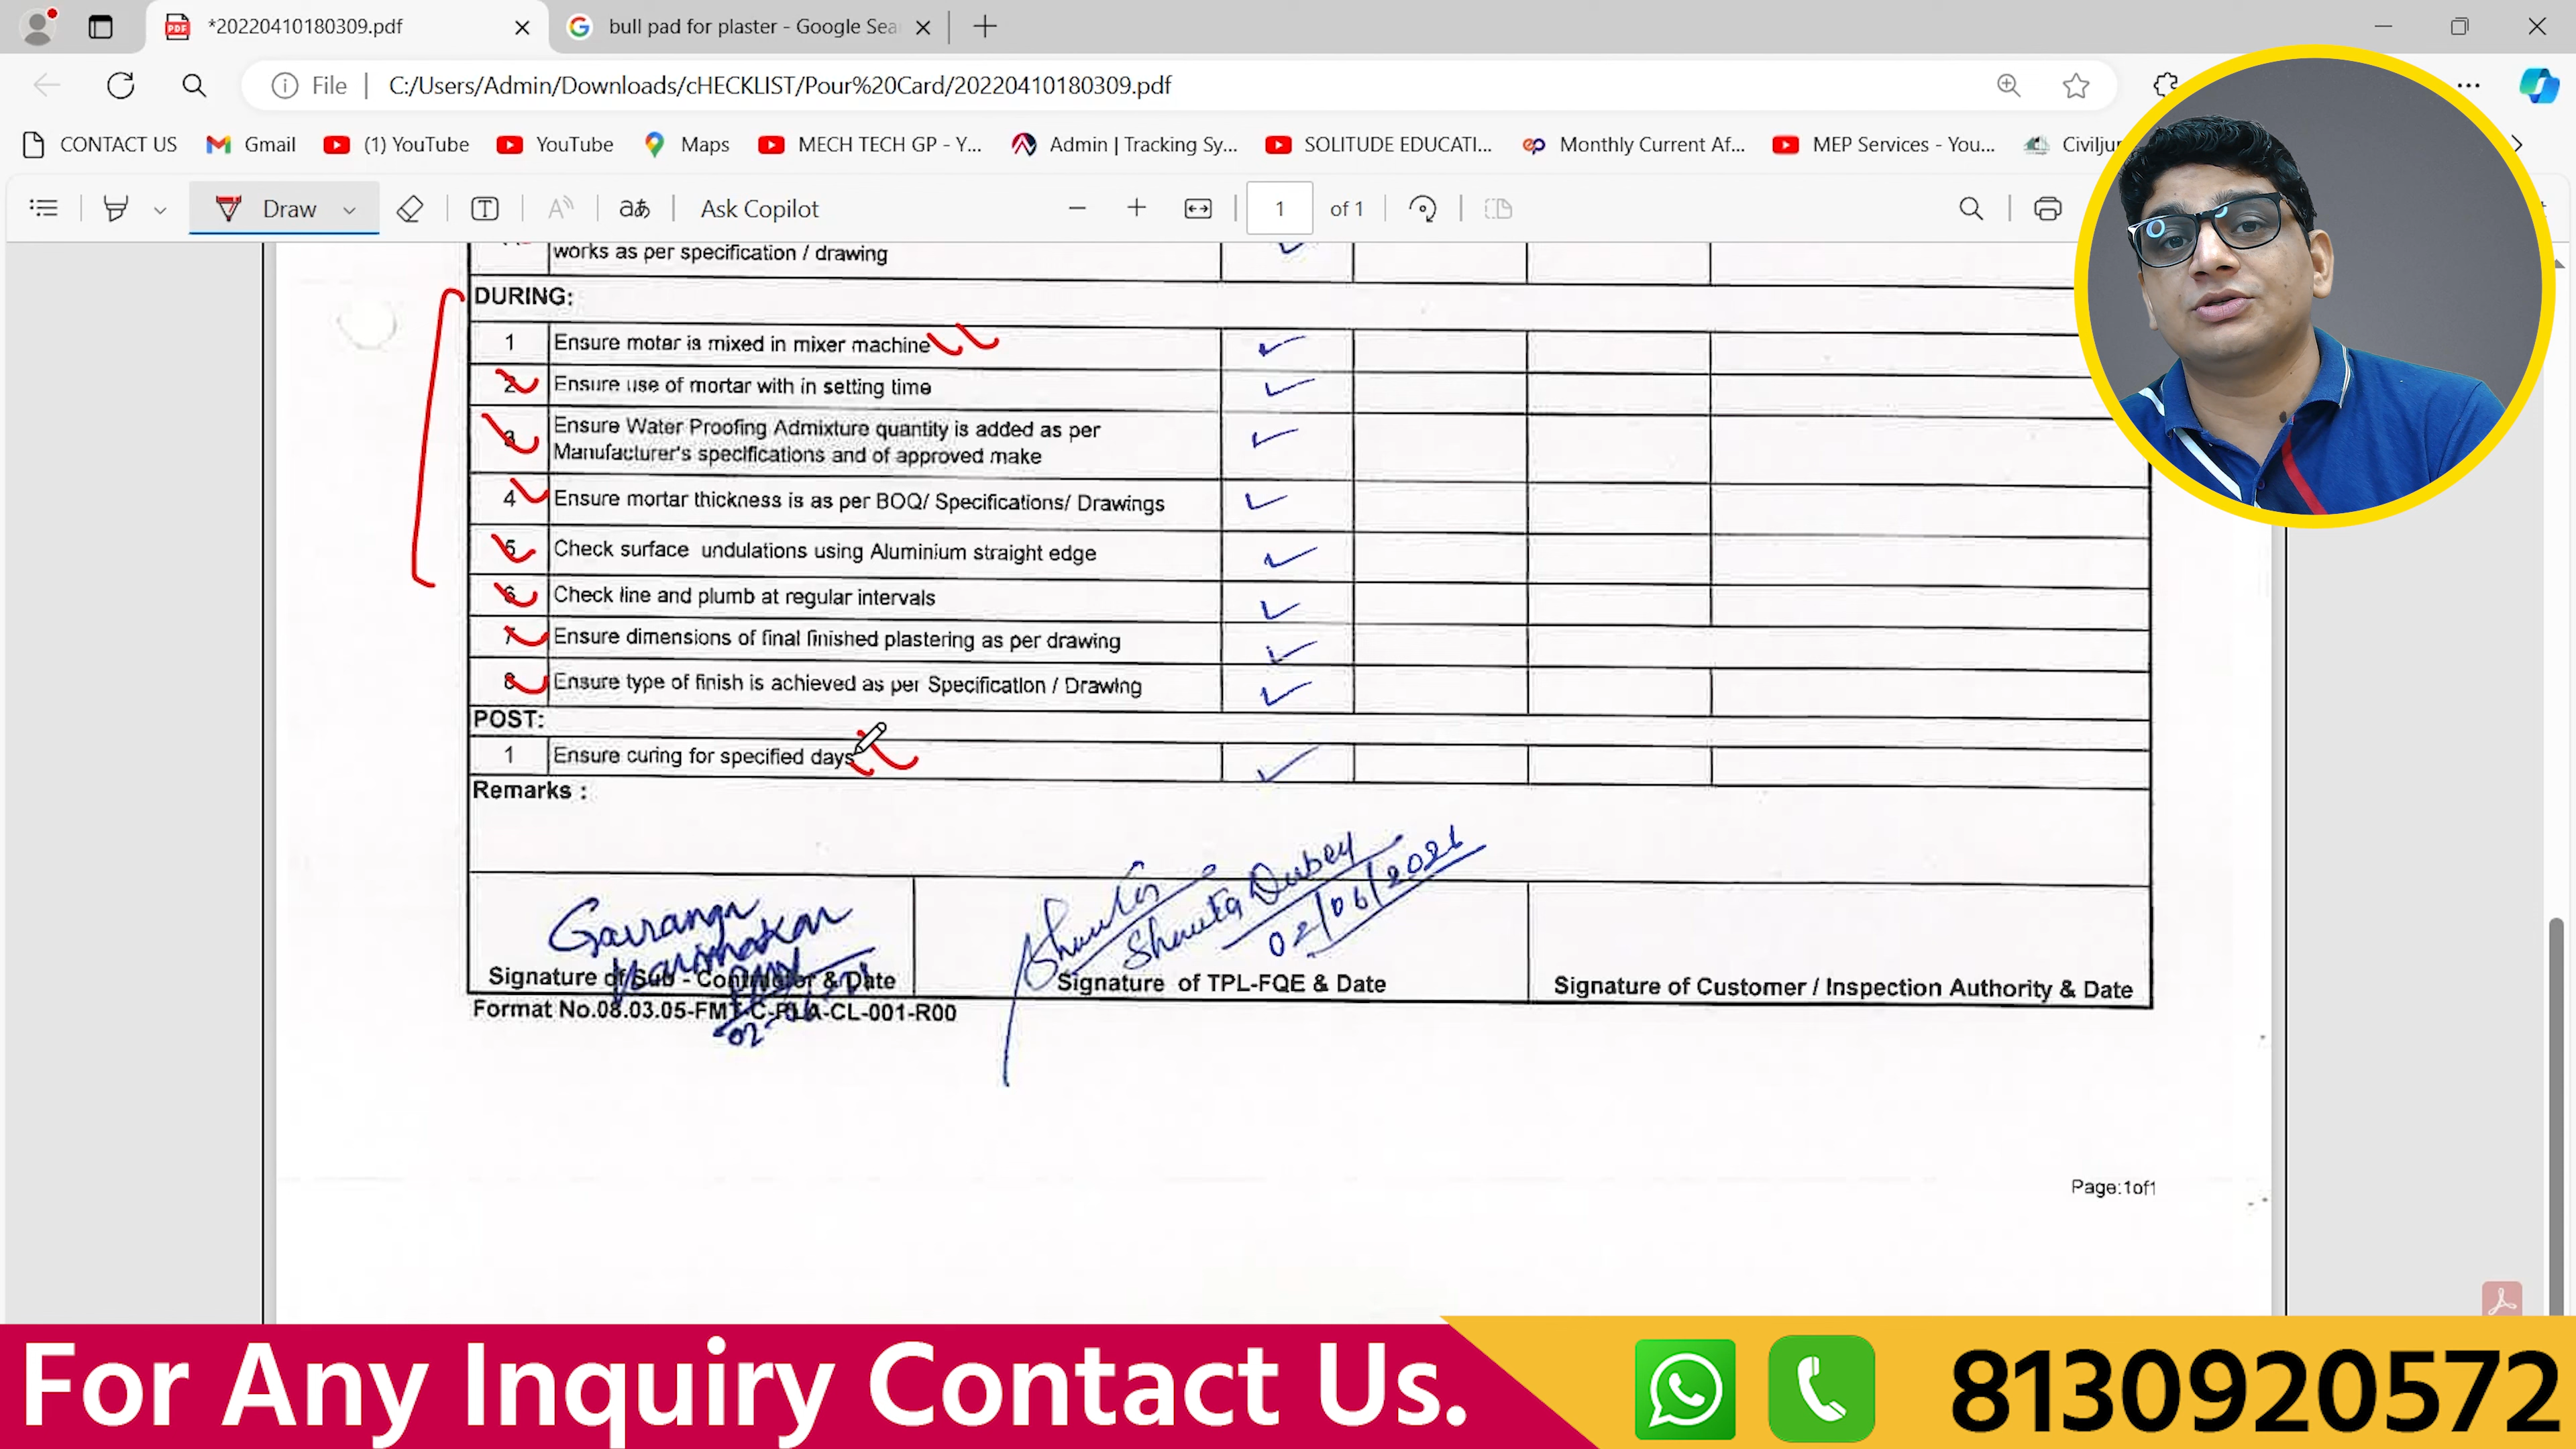 *20220410180309.pdf
bull pad for plaster - Google Sea
File
C:/Users/Admin/Downloads/cHECKLIST/Pour%20Card/20220410180309.pdf
CONTACT US
Gmail
(1) YouTube
YouTube
Maps
MECH TECH GP - Y...
Admin | Tracking Sy...
SOLITUDE EDUCATI...
Monthly Current Af...
MEP Services - You...
Civilju
Draw
Ask Copilot
1 of 1
works as per specification / drawing
DURING:
1 Ensure motar is mixed in mixer machine
2 Ensure use of mortar with in setting time
3 Ensure Water Proofing Admixture quantity is added as per
Manufacturer's specifications and of approved make
4 Ensure mortar thickness is as per BOQ/ Specifications/ Drawings
5 Check surface undulations using Aluminium straight edge
6 Check line and plumb at regular intervals
7 Ensure dimensions of final finished plastering as per drawing
8 Ensure type of finish is achieved as per Specification / Drawing
POST:
1 Ensure curing for specified days
Remarks :
Dubey
Signature of Sub - Contractor & Date
Signature of TPL-FQE & Date
Signature of Customer / Inspection Authority & Date
Page:1of1
For Any Inquiry Contact Us.
8130920572